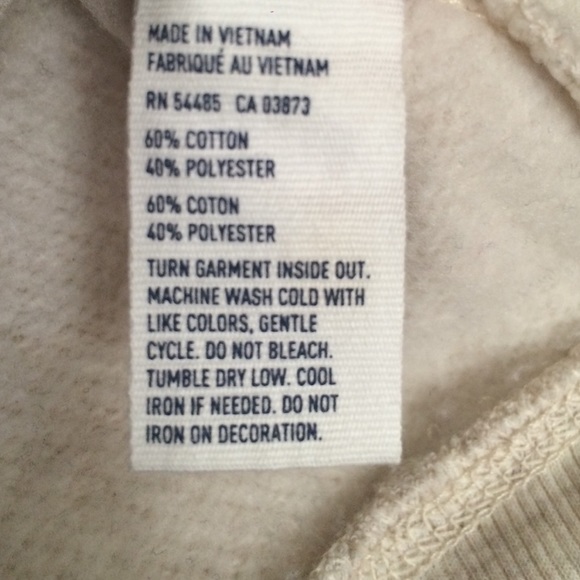 MADE IN VIETNAM
FABRIQUÉ AU VIETNAM
RN 54485 CA 03873
60% COTTON
40% POLYESTER
60% COTON
40% POLYESTER
TURN GARMENT INSIDE OUT.
MACHINE WASH COLD WITH
LIKE COLORS, GENTLE
CYCLE. DO NOT BLEACH.
TUMBLE DRY LOW. COOL
IRON IF NEEDED. DO NOT
IRON ON DECORATION.